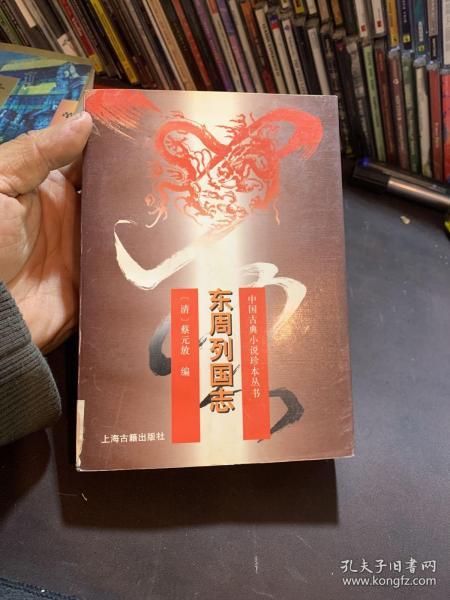 东周列国志
中国古典小说珍本丛书
〔清〕蔡元放 编
上海古籍出版社
孔夫子旧书网
www.kongfz.com